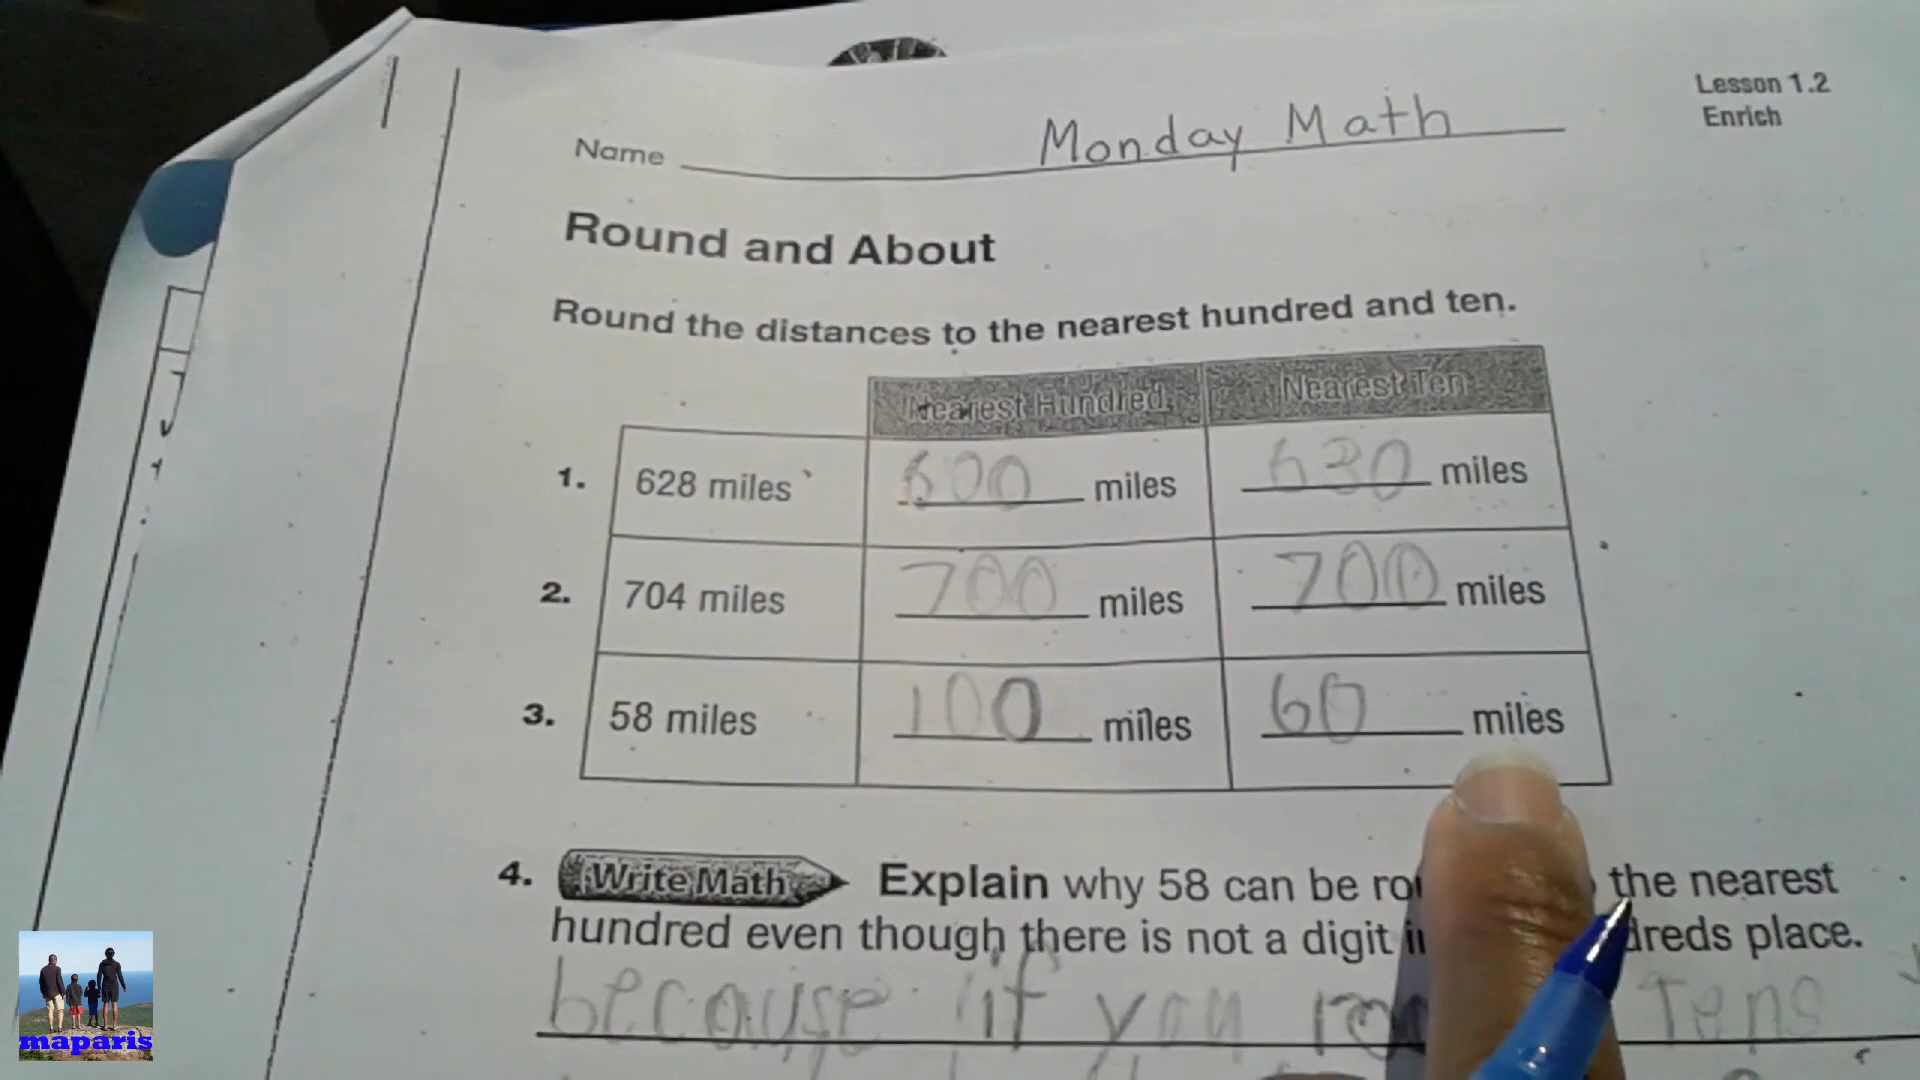 Lesson 1.2
Enrich
Name Monday Math
Round and About
Round the distances to the nearest hundred and ten.
Nearest Hundred Nearest Ten
1. 628 miles 600 miles 630 miles
2. 704 miles 700 miles 700 miles
3. 58 miles 100 miles 60 miles
4. Write Math Explain why 58 can be the nearest
hundred even though there is not a digit place.
because if you Tens
maparis